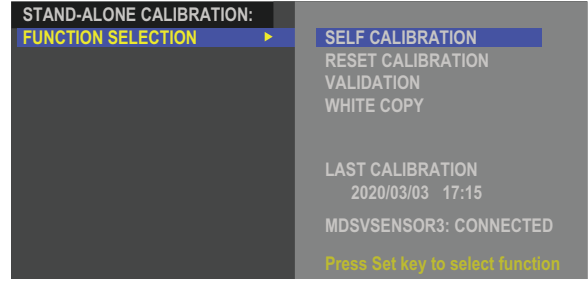 STAND-ALONE CALIBRATION:
FUNCTION SELECTION
SELF CALIBRATION
RESET CALIBRATION
VALIDATION
WHITE COPY
LAST CALIBRATION
2020/03/03 17:15
MDSVSENSOR3: CONNECTED
Press Set key to select function